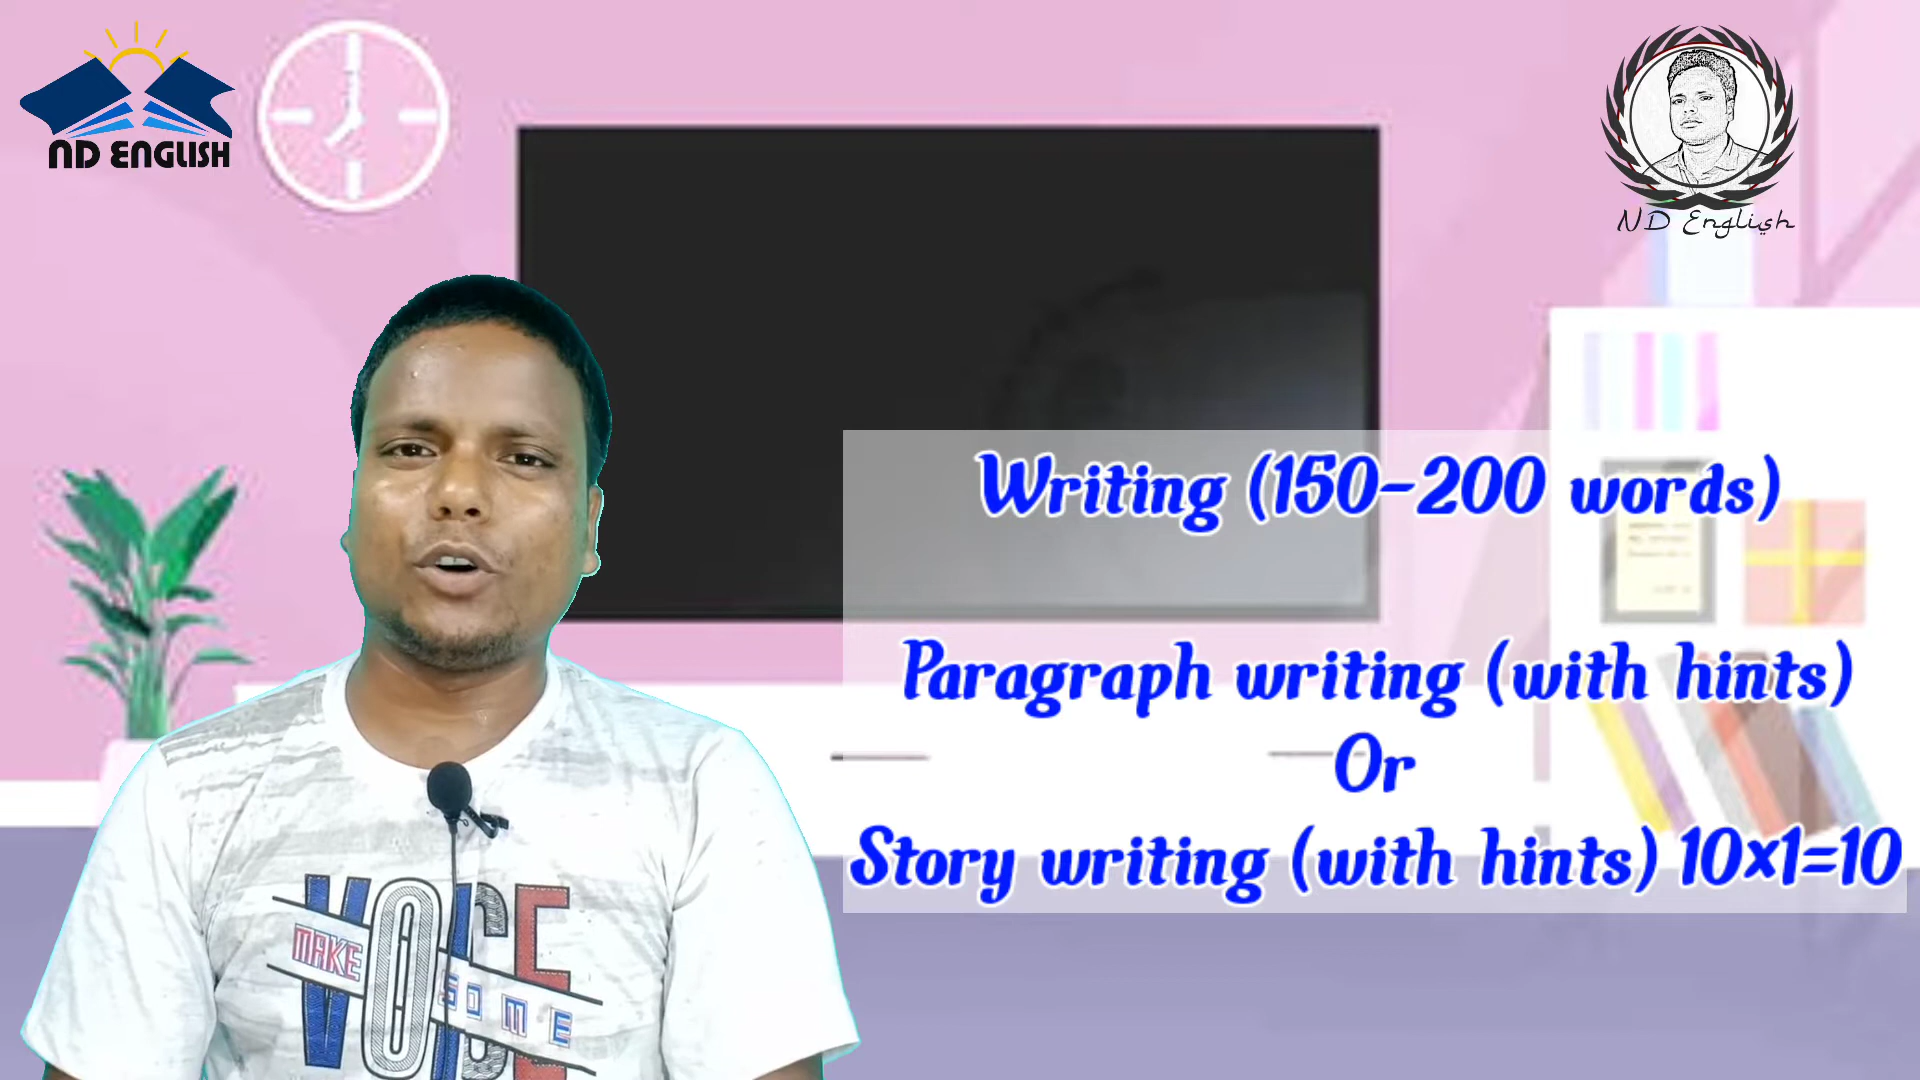 ND ENGLISH
ND English
Writing (150-200 words)
Paragraph writing (with hints)
Or
Story writing (with hints) 10×1=10
VOICE
MAKE
SOME